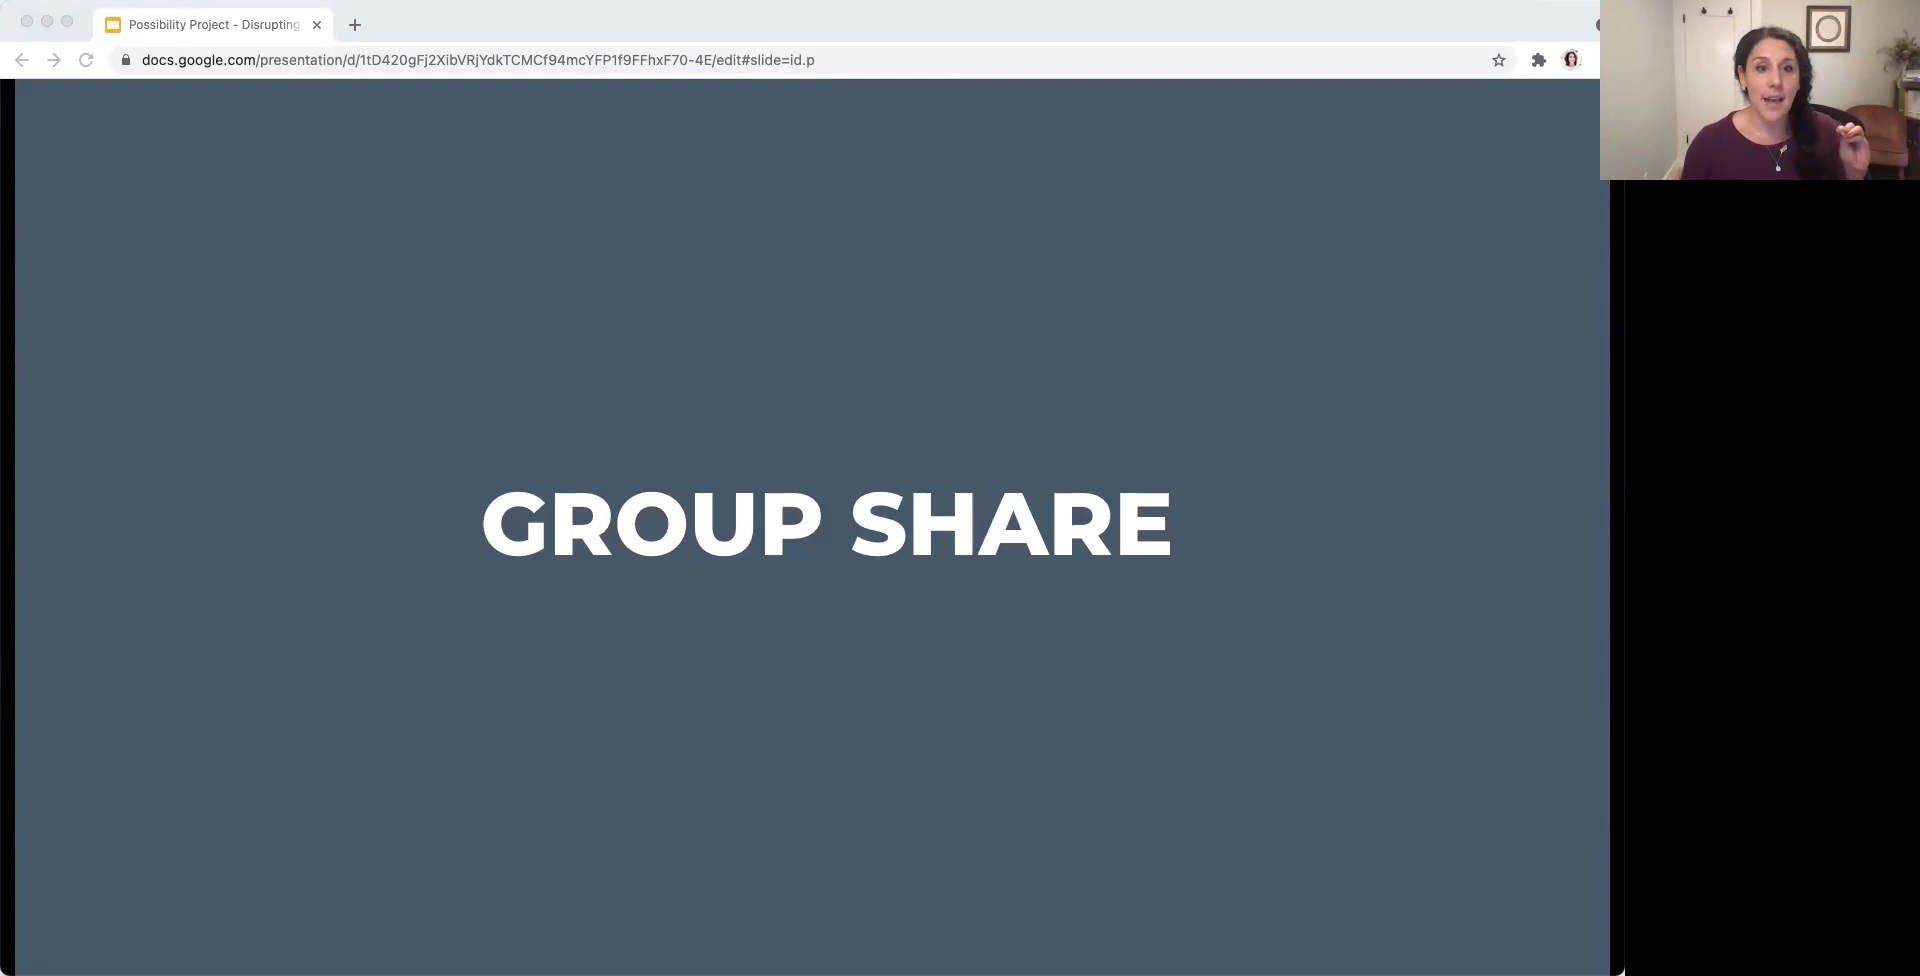 Possibility Project - Disrupting
docs.google.com/presentation/d/1tD420gFj2XibVRjYdkTCMCf94mcYFP1f9FFhxF70-4E/edit#slide=id.p
GROUP SHARE